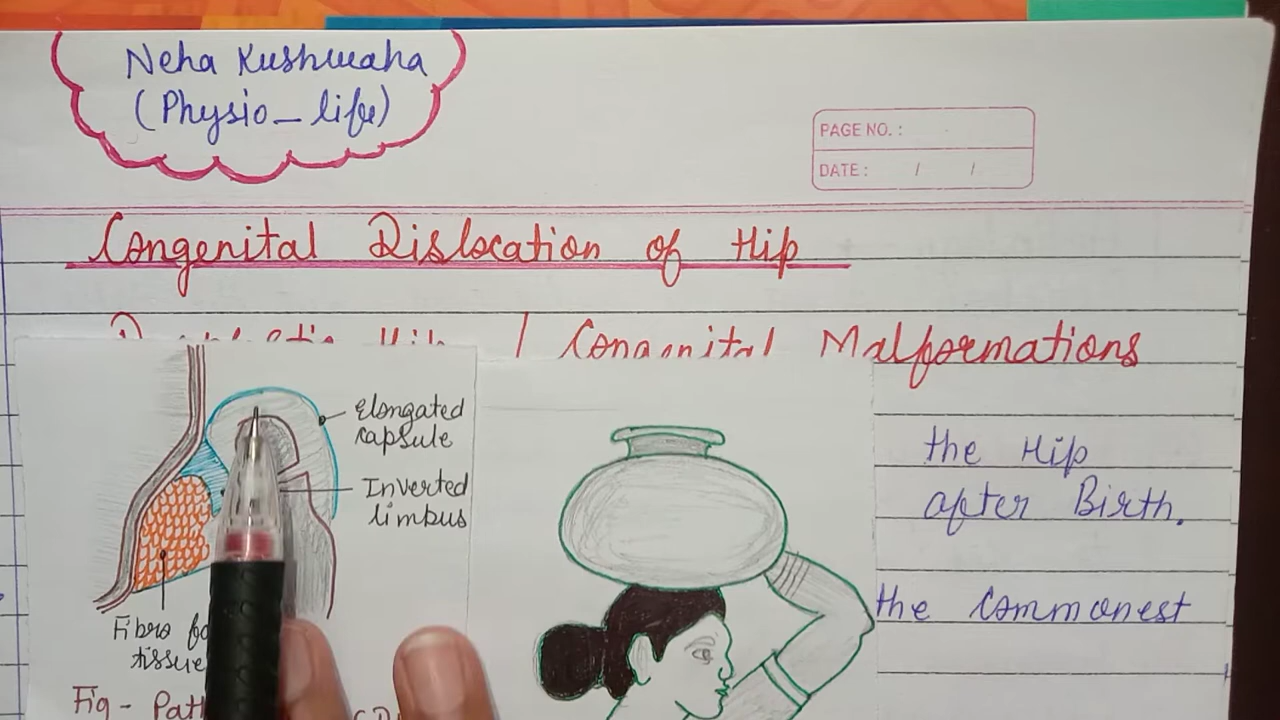 Neha Kushwaha
(Physio_life)
PAGE NO. :
DATE : / /
Congenital Dislocation of Hip
/ Congenital Malformations
the Hip
after Birth.
the Commonest
Elongated
capsule
Inverted
limbus
Fibro
tissue
Fig -